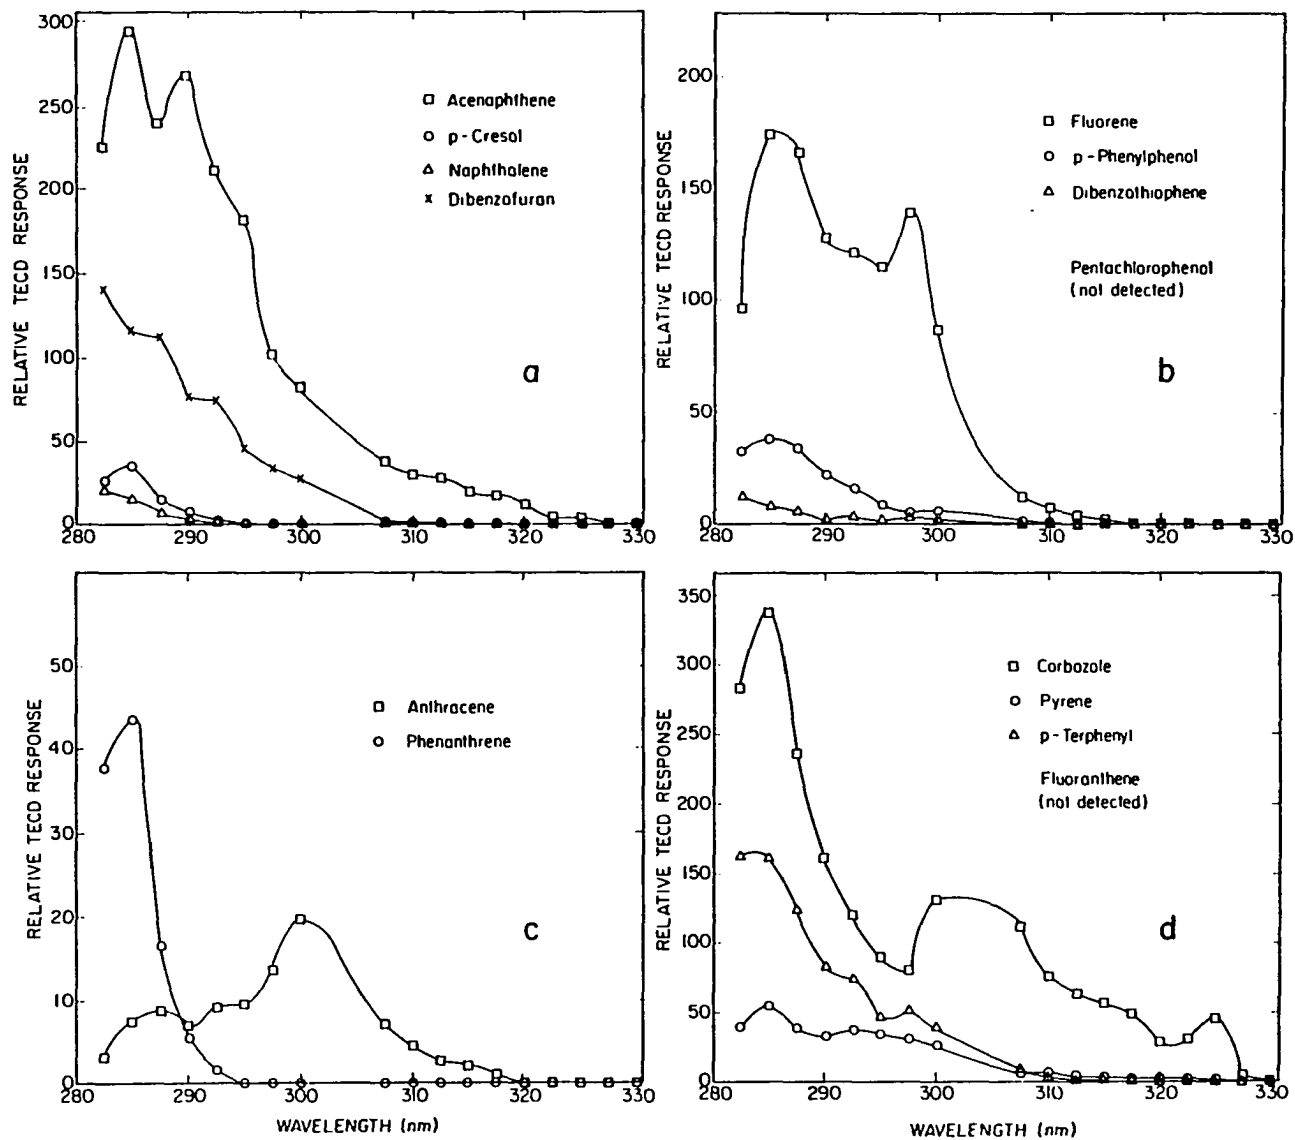 300
250
200
150
100
50
0
280
290
300
310
320
330
RELATIVE TECD RESPONSE
Acenaphthene
p-Cresol
Naphthalene
Dibenzofuran
a
200
150
100
50
0
280
290
300
310
320
330
RELATIVE TECD RESPONSE
Fluorene
p-Phenylphenol
Dibenzothiophene
Pentachlorophenol
(not detected)
b
50
40
30
20
10
0
280
290
300
310
320
330
RELATIVE TECD RESPONSE
WAVELENGTH (nm)
Anthracene
Phenanthrene
c
350
300
250
200
150
100
50
0
280
290
300
310
320
330
RELATIVE TECD RESPONSE
WAVELENGTH (nm)
Carbazole
Pyrene
p-Terphenyl
Fluoranthene
(not detected)
d